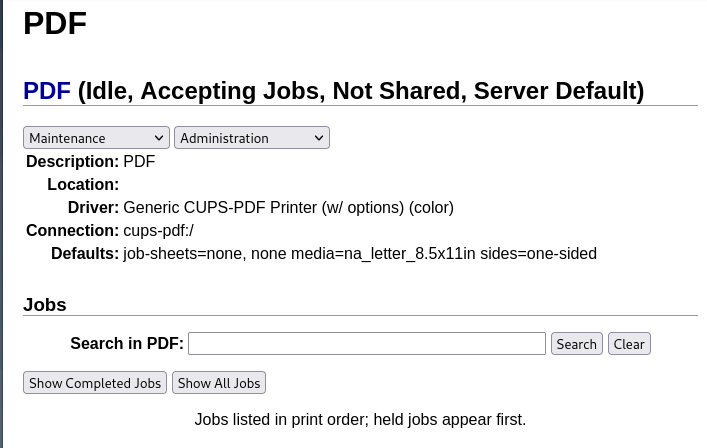 PDF
PDF (Idle, Accepting Jobs, Not Shared, Server Default)
Maintenance Administration
Description: PDF
Location:
Driver: Generic CUPS-PDF Printer (w/ options) (color)
Connection: cups-pdf:/
Defaults: job-sheets=none, none media=na_letter_8.5x11in sides=one-sided
Jobs
Search in PDF: Search Clear
Show Completed Jobs Show All Jobs
Jobs listed in print order; held jobs appear first.